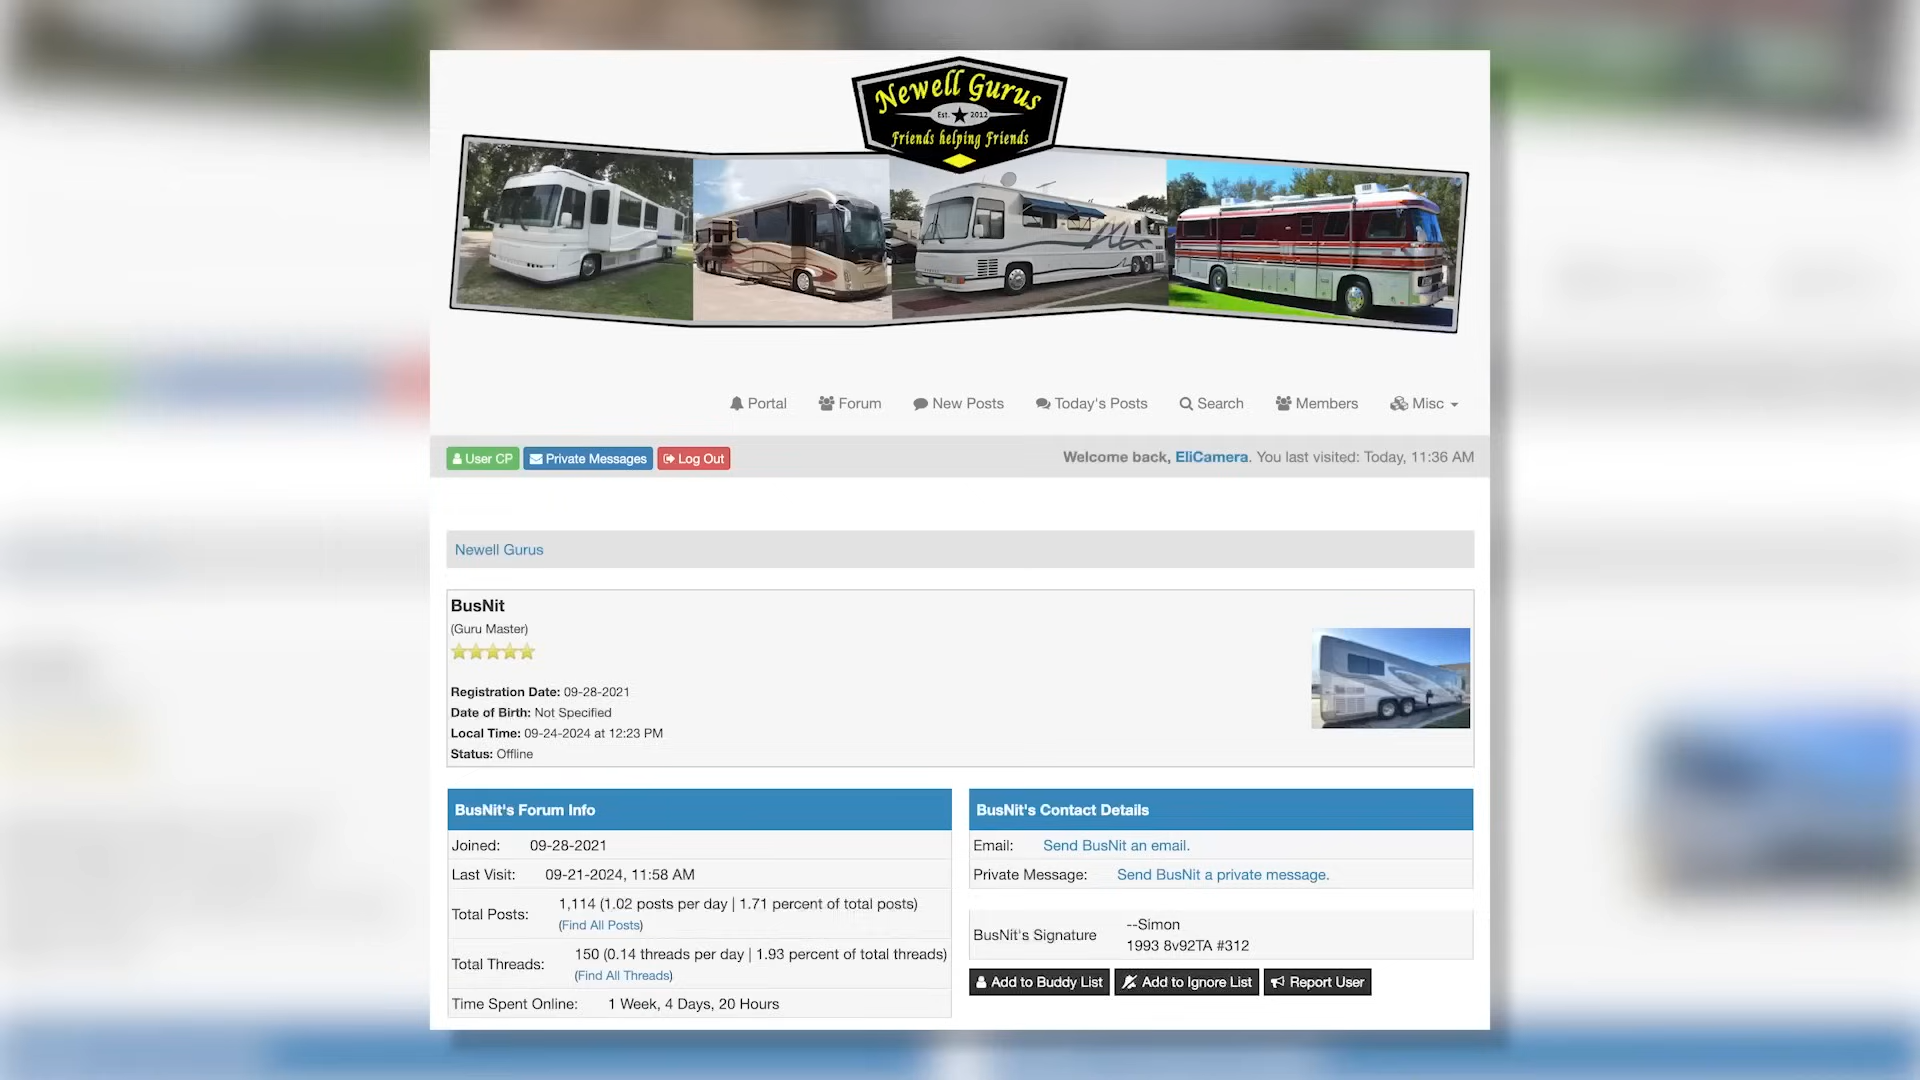 Newell Gurus
Est. 2012
Friends helping Friends
Portal
Forum
New Posts
Today's Posts
Search
Members
Misc
User CP
Private Messages
Log Out
Welcome back, EliCamera. You last visited: Today, 11:36 AM
Newell Gurus
BusNit
(Guru Master)
Registration Date: 09-28-2021
Date of Birth: Not Specified
Local Time: 09-24-2024 at 12:23 PM
Status: Offline
BusNit's Forum Info
Joined: 09-28-2021
Last Visit: 09-21-2024, 11:58 AM
Total Posts: 1,114 (1.02 posts per day | 1.71 percent of total posts)
(Find All Posts)
Total Threads: 150 (0.14 threads per day | 1.93 percent of total threads)
(Find All Threads)
Time Spent Online: 1 Week, 4 Days, 20 Hours
BusNit's Contact Details
Email: Send BusNit an email.
Private Message: Send BusNit a private message.
BusNit's Signature
--Simon
1993 8v92TA #312
Add to Buddy List
Add to Ignore List
Report User